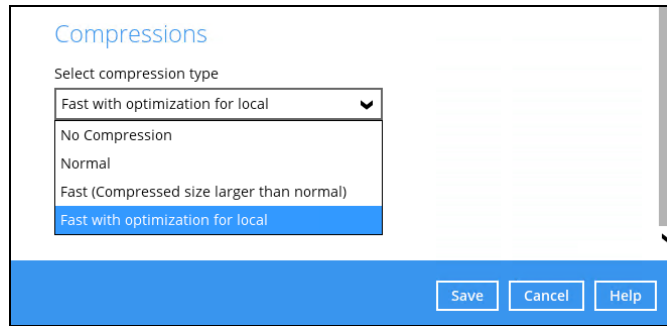 Compressions
Select compression type
Fast with optimization for local
No Compression
Normal
Fast (Compressed size larger than normal)
Fast with optimization for local
Save Cancel Help